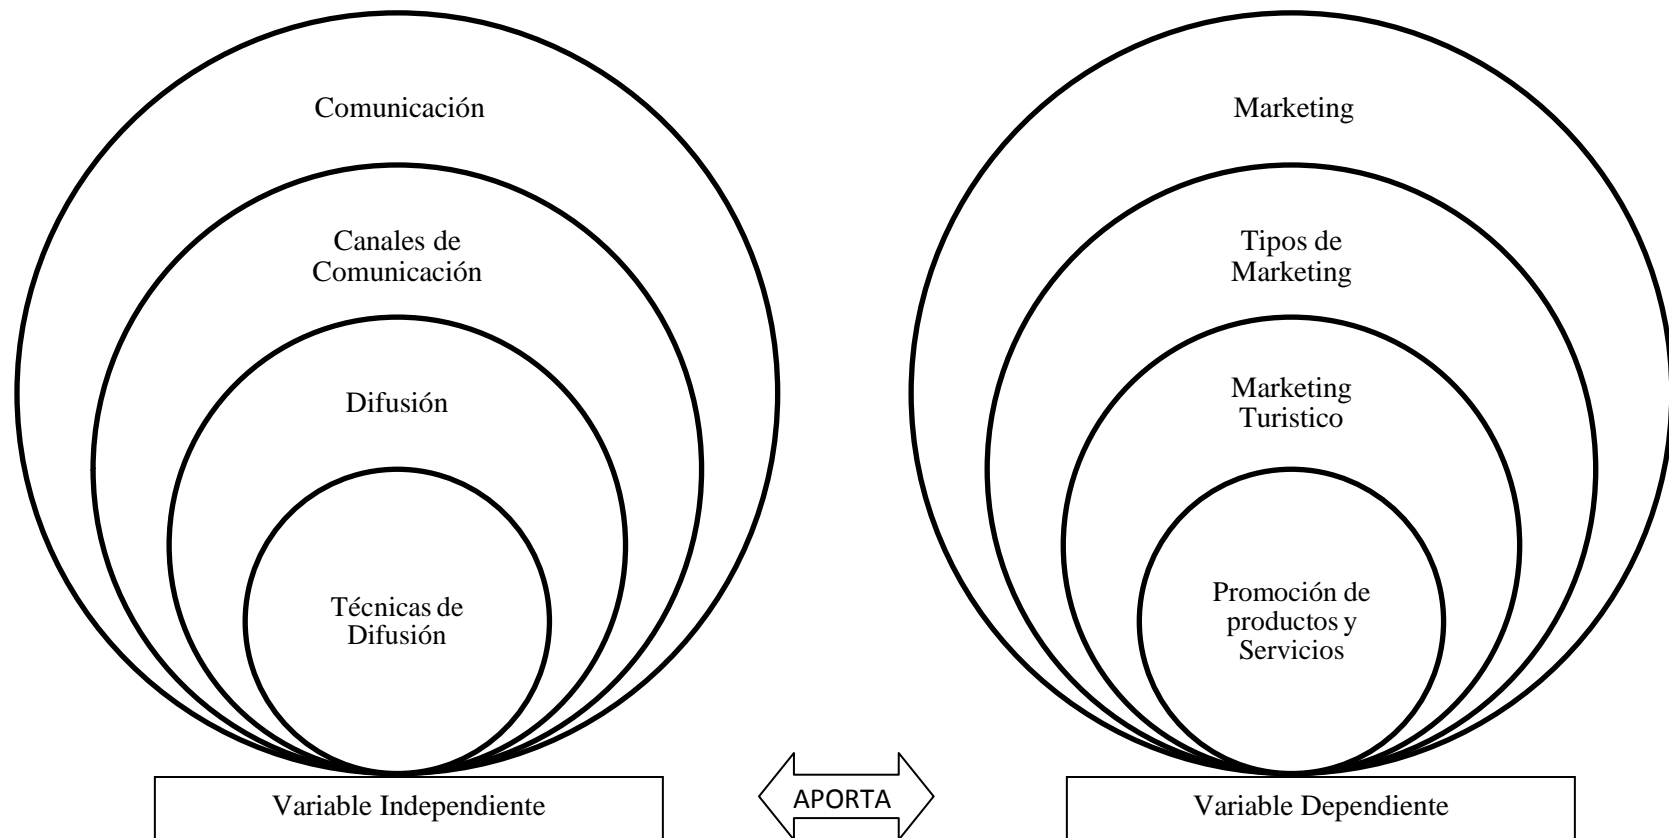 Comunicación
Canales de
Comunicación
Difusión
Técnicas de
Difusión
Variable Independiente
APORTA
Marketing
Tipos de
Marketing
Marketing
Turistico
Promoción de
productos y
Servicios
Variable Dependiente